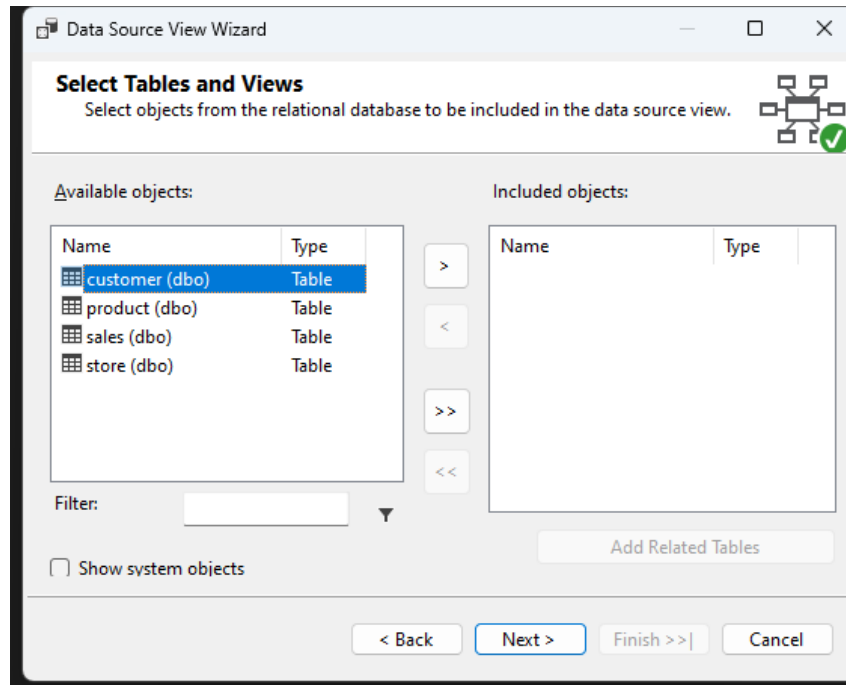 Data Source View Wizard
Select Tables and Views
Select objects from the relational database to be included in the data source view.
Available objects:
Name Type
customer (dbo) Table
product (dbo) Table
sales (dbo) Table
store (dbo) Table
Filter:
Show system objects
>
<
>>
<<
Included objects:
Name Type
Add Related Tables
< Back Next > Finish >>| Cancel